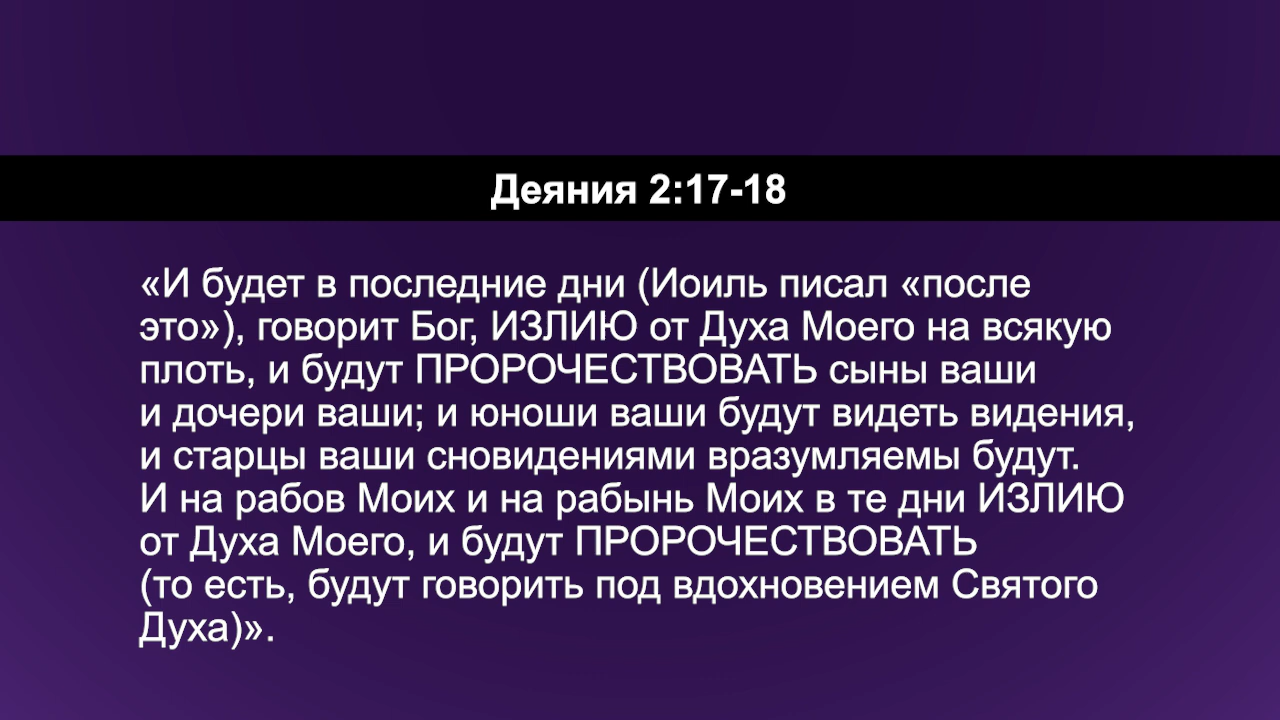 Деяния 2:17-18
«И будет в последние дни (Иоиль писал «после
это»), говорит Бог, ИЗЛИЮ от Духа Моего на всякую
плоть, и будут ПРОРОЧЕСТВОВАТЬ сыны ваши
и дочери ваши; и юноши ваши будут видеть видения,
и старцы ваши сновидениями вразумляемы будут.
И на рабов Моих и на рабынь Моих в те дни ИЗЛИЮ
от Духа Моего, и будут ПРОРОЧЕСТВОВАТЬ
(то есть, будут говорить под вдохновением Святого
Духа)».